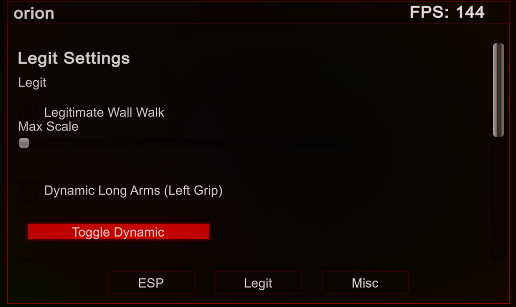 orion
FPS: 144
Legit Settings
Legit
Legitimate Wall Walk
Max Scale
Dynamic Long Arms (Left Grip)
Toggle Dynamic
ESP
Legit
Misc